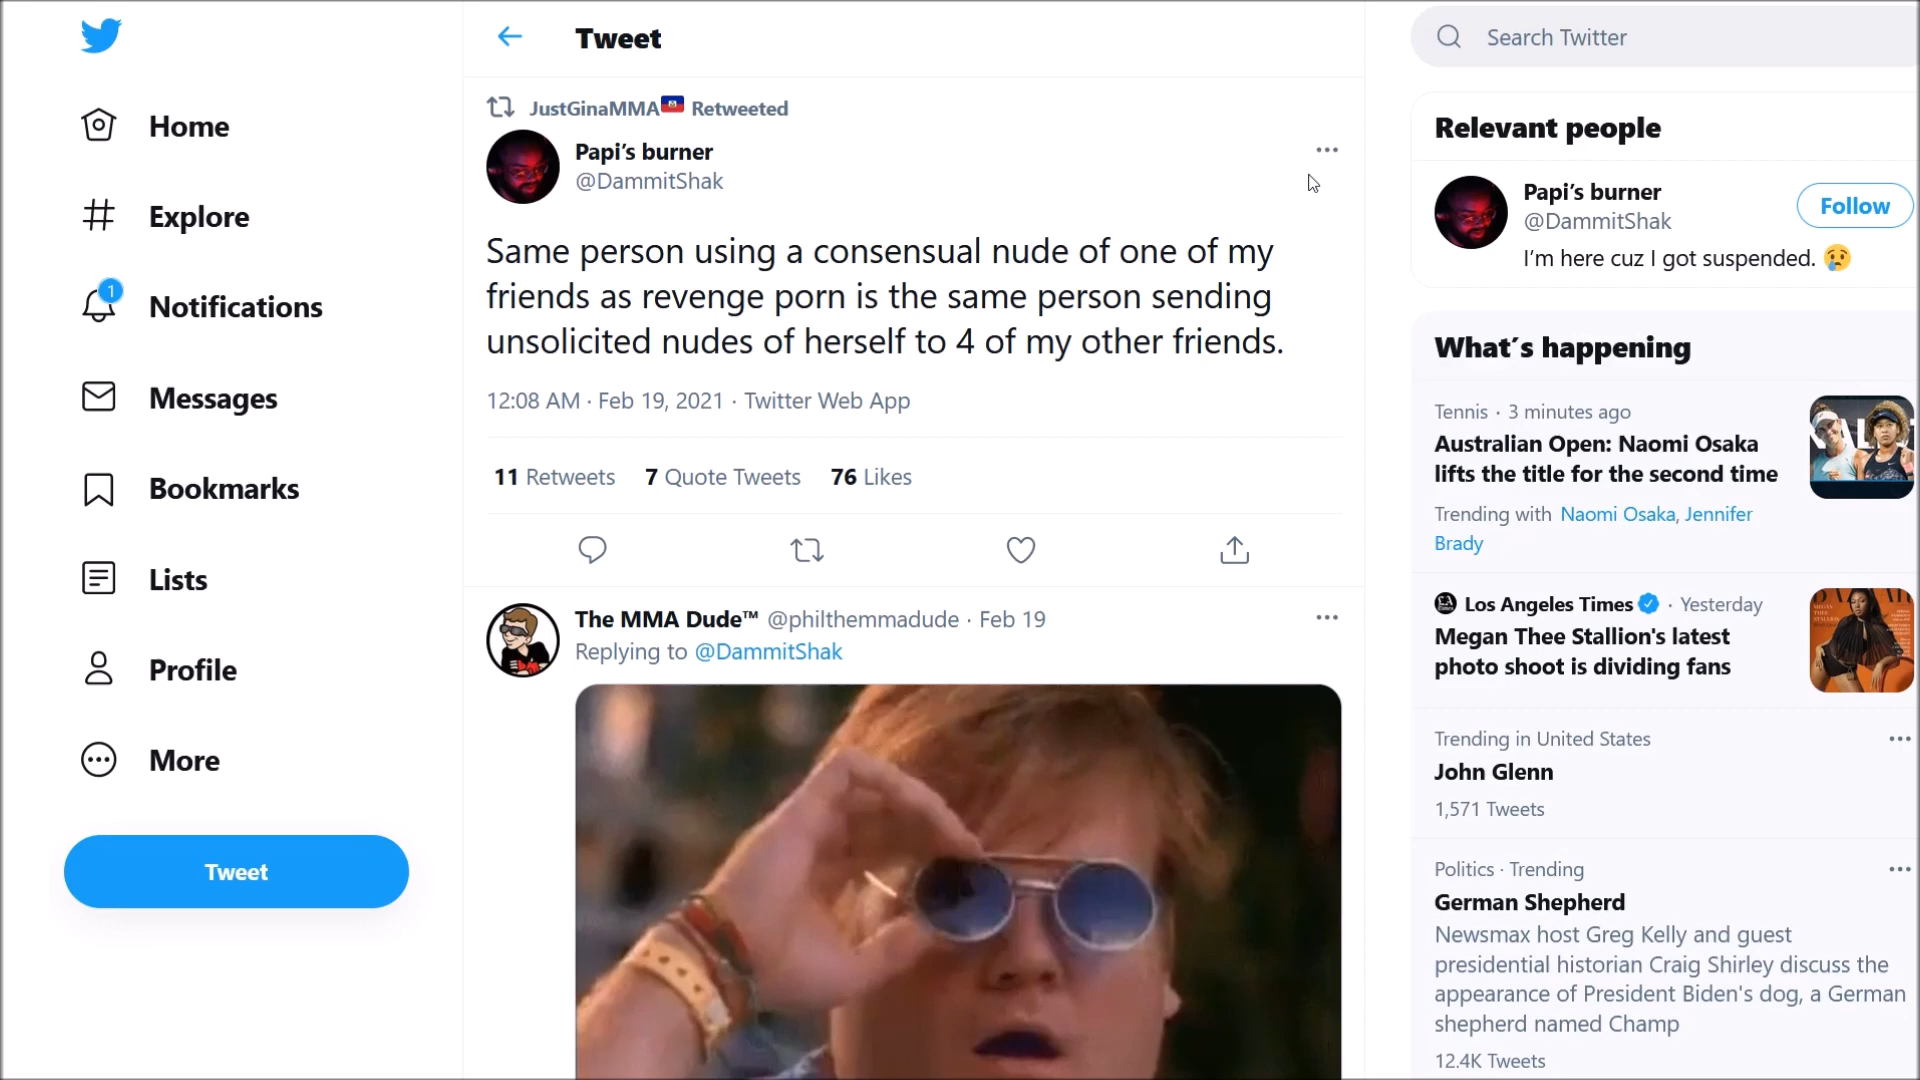 Home
Explore
1
Notifications
Messages
Bookmarks
Lists
Profile
More
Tweet
Tweet
JustGinaMMA🇭🇹 Retweeted
Papi's burner
@DammitShak
Same person using a consensual nude of one of my
friends as revenge porn is the same person sending
unsolicited nudes of herself to 4 of my other friends.
12:08 AM · Feb 19, 2021 · Twitter Web App
11 Retweets 7 Quote Tweets 76 Likes
The MMA Dude™ @philthemmadude · Feb 19
Replying to @DammitShak
Search Twitter
Relevant people
Papi's burner
@DammitShak
Follow
I'm here cuz I got suspended. 😢
What's happening
Tennis · 3 minutes ago
Australian Open: Naomi Osaka
lifts the title for the second time
Trending with Naomi Osaka, Jennifer
Brady
Los Angeles Times · Yesterday
Megan Thee Stallion's latest
photo shoot is dividing fans
Trending in United States
John Glenn
1,571 Tweets
Politics · Trending
German Shepherd
Newsmax host Greg Kelly and guest
presidential historian Craig Shirley discuss the
appearance of President Biden's dog, a German
shepherd named Champ
12.4K Tweets